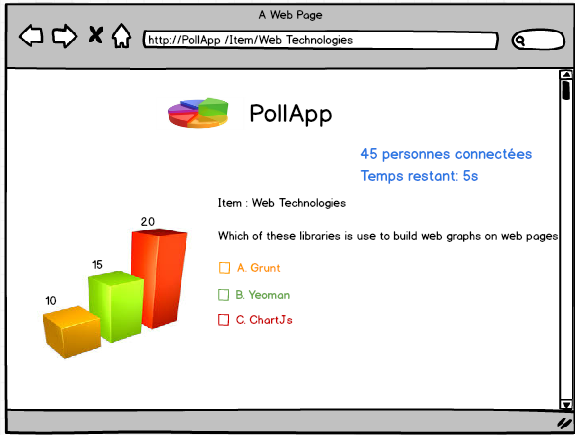 A Web Page
http://PollApp /Item/Web Technologies
PollApp
45 personnes connectées
Temps restant: 5s
Item : Web Technologies
Which of these libraries is use to build web graphs on web pages
20
15
10
A. Grunt
B. Yeoman
C. ChartJs